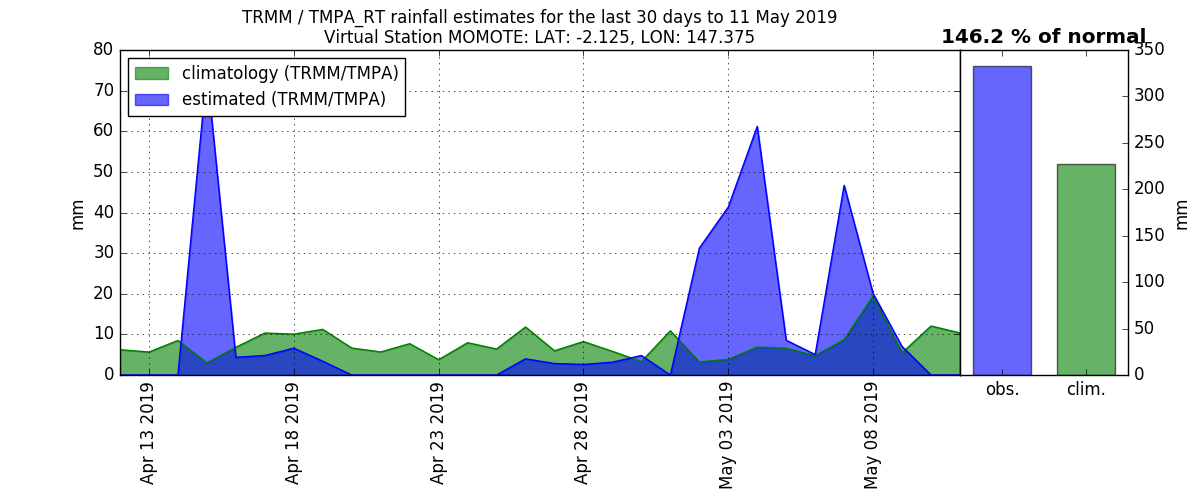 TRMM / TMPA_RT rainfall estimates for the last 30 days to 11 May 2019
Virtual Station MOMOTE: LAT: -2.125, LON: 147.375
146.2 % of normal
climatology (TRMM/TMPA)
estimated (TRMM/TMPA)
80
70
60
50
40
30
20
10
0
mm
Apr 13 2019
Apr 18 2019
Apr 23 2019
Apr 28 2019
May 03 2019
May 08 2019
350
300
250
200
150
100
50
0
mm
obs.
clim.